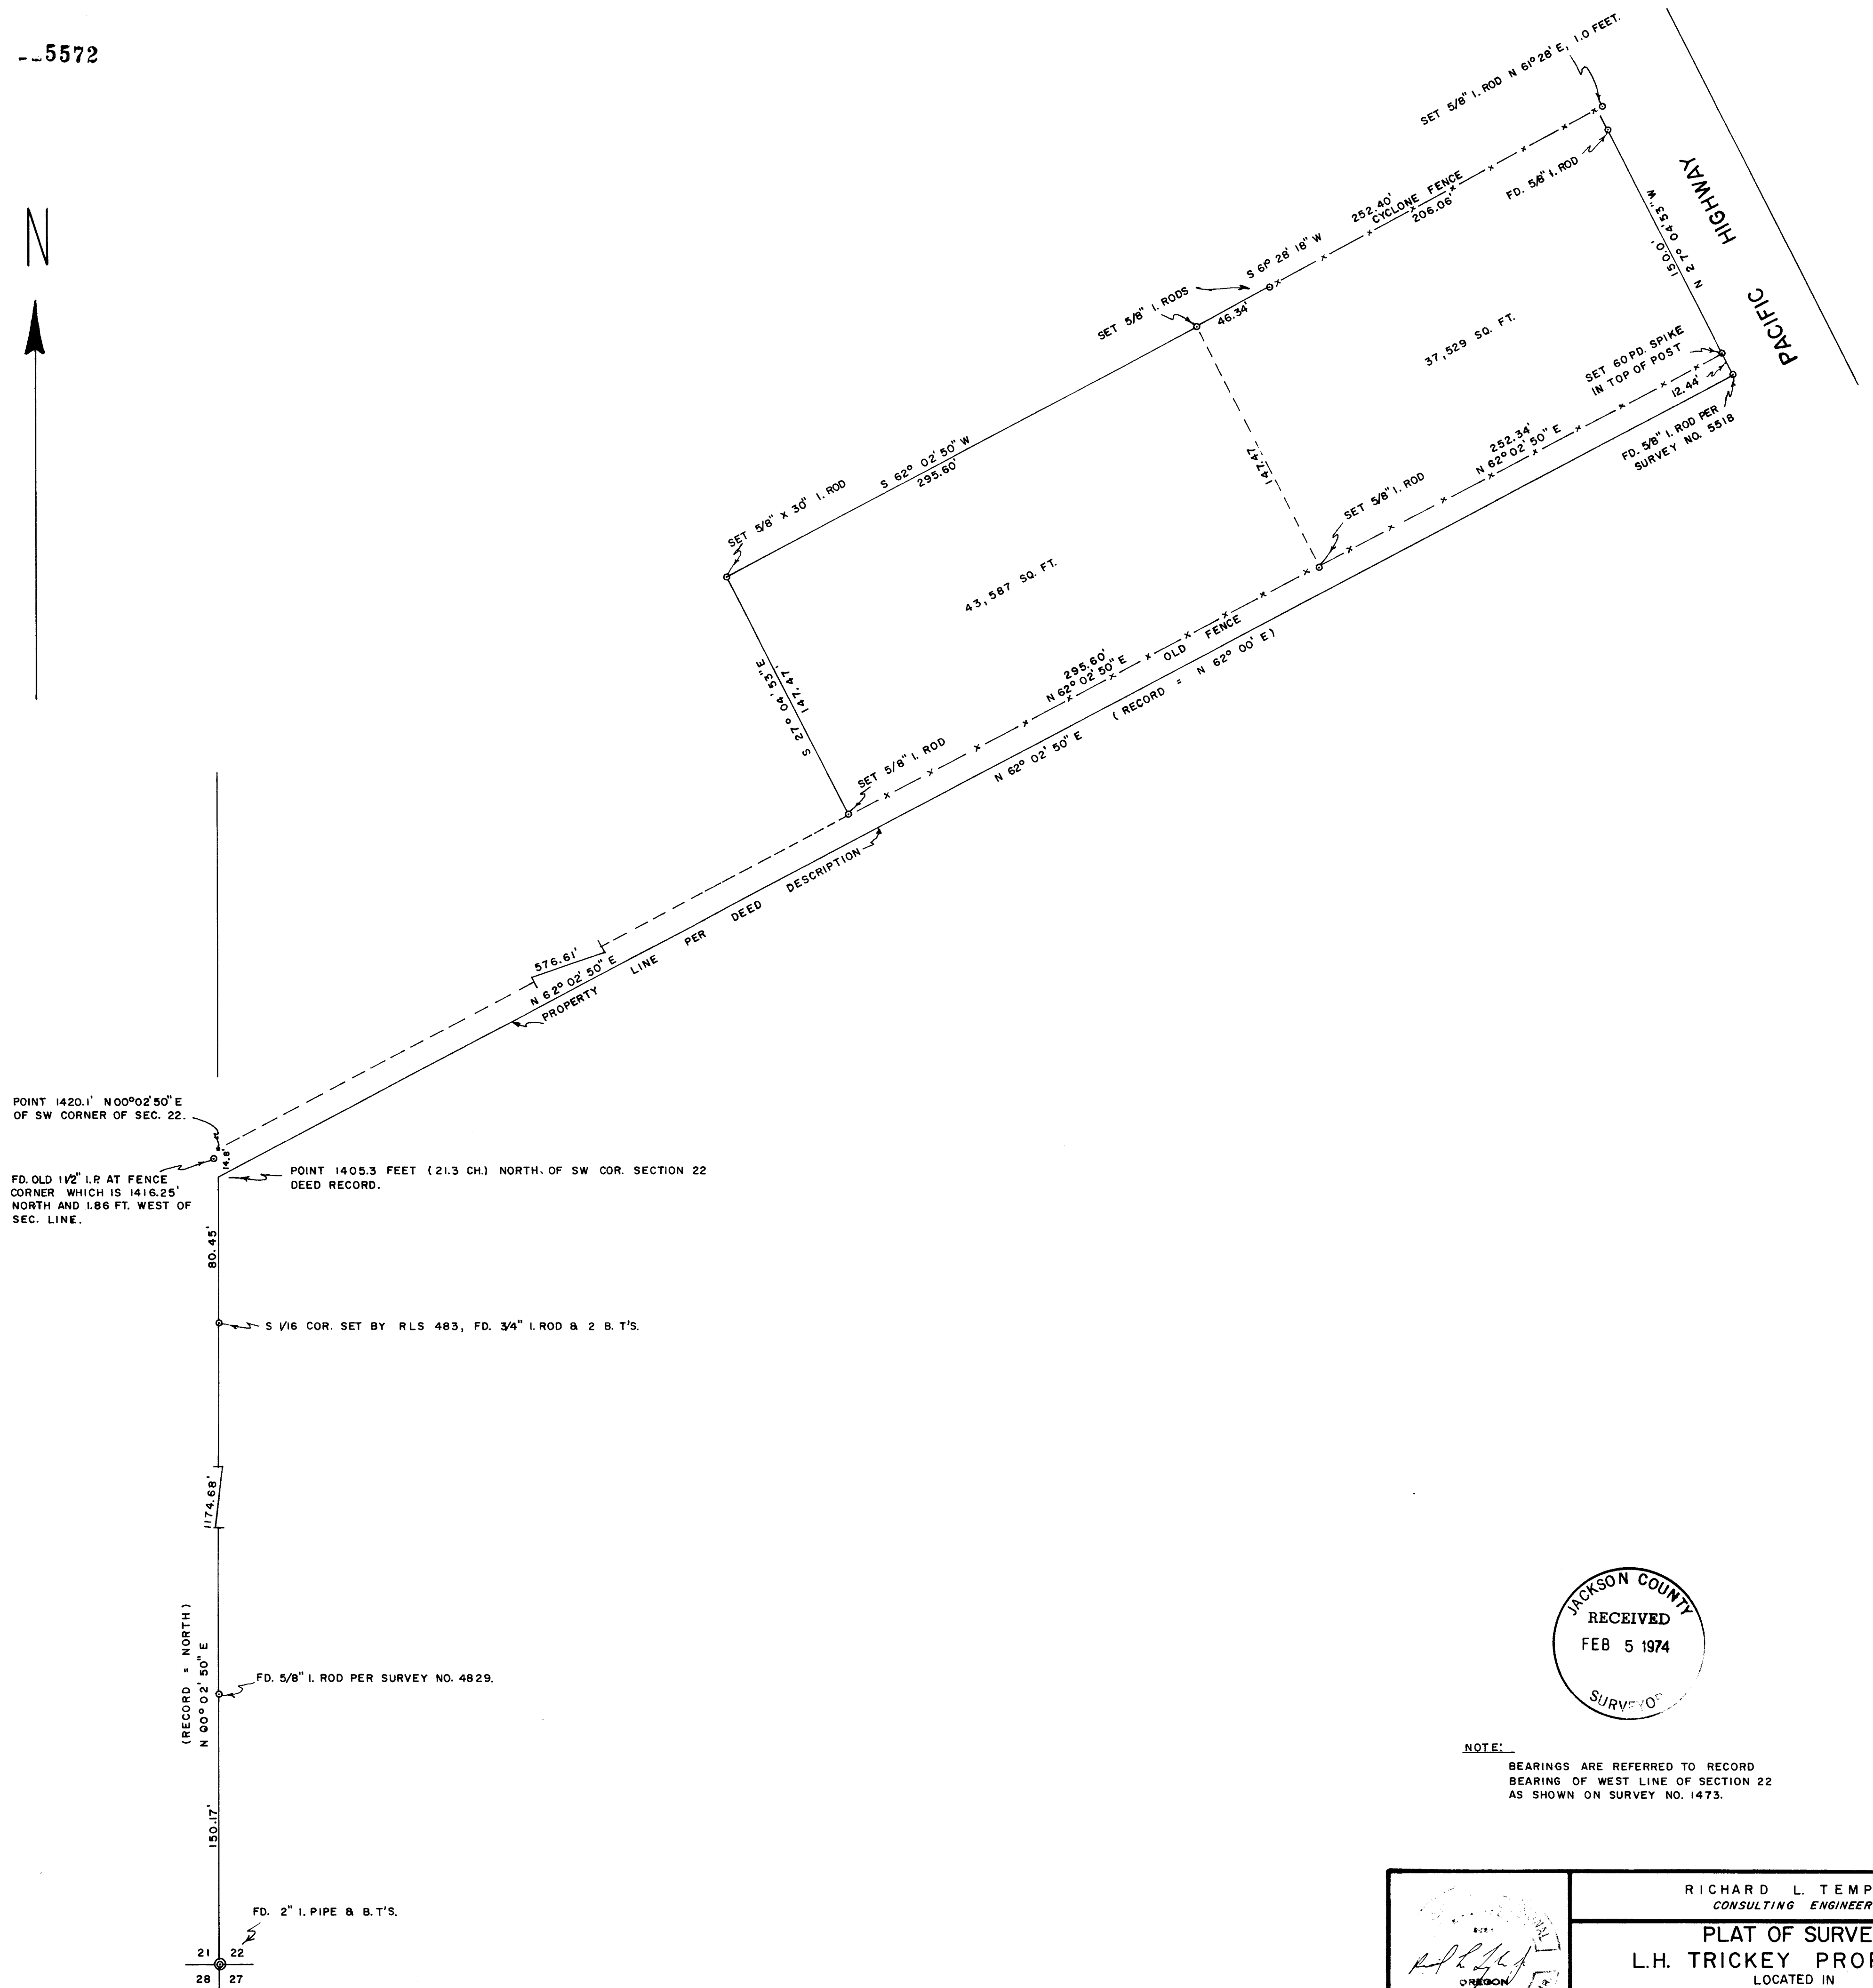 5572
N
SET 5/8" I. ROD N 61° 28' E, 1.0 FEET.
FD. 5/8" I. ROD
252.40'
CYCLONE FENCE
206.06'
S 61° 28' 18" W
SET 5/8" I. RODS
46.34'
150.0'
N 27° 04' 53" W
PACIFIC HIGHWAY
37,529 SQ. FT.
SET 60 PD. SPIKE
IN TOP OF POST
12.44'
FD. 5/8" I. ROD PER
SURVEY NO. 5518
252.34'
N 62° 02' 50" E
147.47'
SET 5/8" I. ROD
S 62° 02' 50" W
295.60'
SET 5/8" X 30" I. ROD
43,587 SQ. FT.
S 27° 04' 53" E
147.47'
295.60'
N 62° 02' 50" E
OLD FENCE
N 62° 02' 50" E (RECORD = N 62° 00' E)
SET 5/8" I. ROD
576.61'
N 62° 02' 50" E
PROPERTY LINE PER DEED DESCRIPTION
POINT 1420.1' N 00° 02' 50" E
OF SW CORNER OF SEC. 22.
14.8'
FD. OLD 1 1/2" I.P. AT FENCE
CORNER WHICH IS 1416.25'
NORTH AND 1.86 FT. WEST OF
SEC. LINE.
POINT 1405.3 FEET (21.3 CH.) NORTH. OF SW COR. SECTION 22
DEED RECORD.
80.45'
S 1/16 COR. SET BY RLS 483, FD. 3/4" I. ROD & 2 B. T'S.
1174.68'
(RECORD = NORTH)
N 00° 02' 50" E
FD. 5/8" I. ROD PER SURVEY NO. 4829.
150.17'
FD. 2" I. PIPE & B. T'S.
21 22
28 27
JACKSON COUNTY
RECEIVED
FEB 5 1974
SURVEYOR
NOTE:
BEARINGS ARE REFERRED TO RECORD
BEARING OF WEST LINE OF SECTION 22
AS SHOWN ON SURVEY NO. 1473.
OREGON
RICHARD L. TEMP
CONSULTING ENGINEER
PLAT OF SURVE
L.H. TRICKEY PROP
LOCATED IN